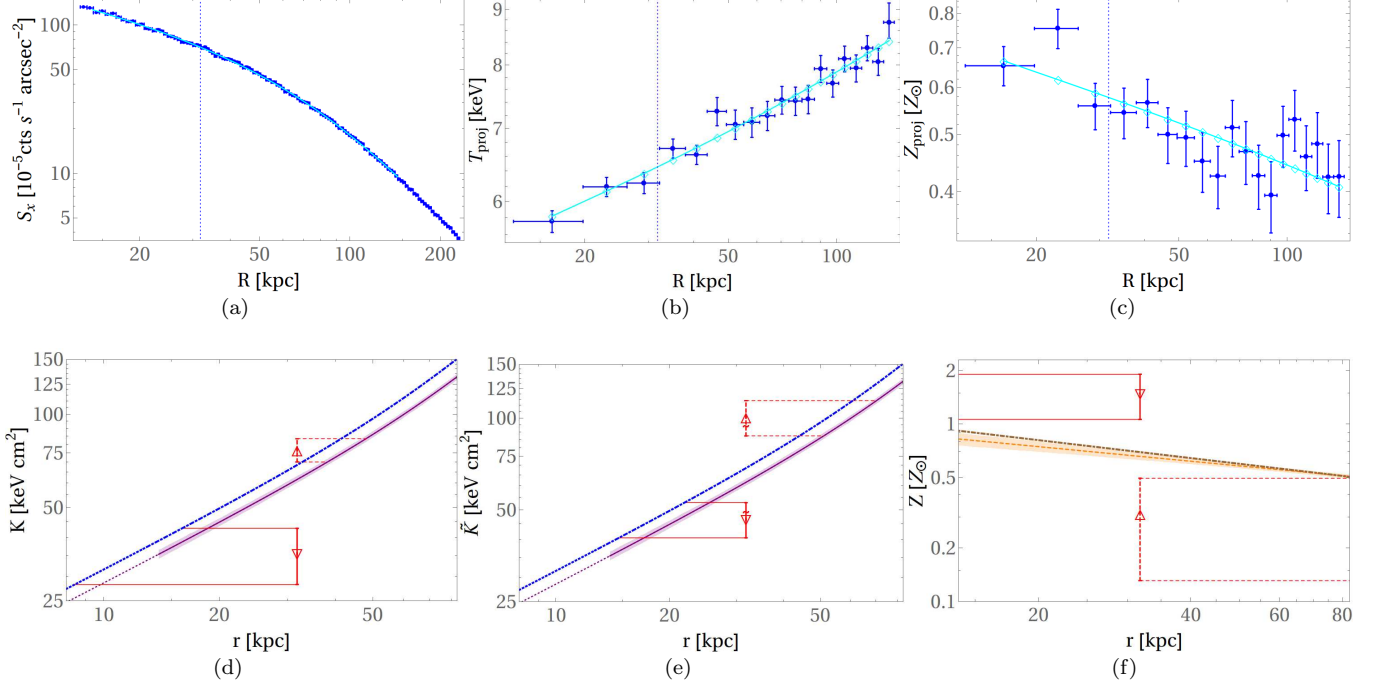 100
50
10
5
S_x [10^{-5}cts s^{-1} arcsec^{-2}]
20 50 100 200
R [kpc]
(a)
9
8
7
6
T_proj [keV]
20 50 100
R [kpc]
(b)
0.8
0.7
0.6
0.5
0.4
Z_proj [Z_⊙]
20 50 100
R [kpc]
(c)
150
125
100
75
50
25
K [keV cm^2]
10 20 50
r [kpc]
(d)
150
125
100
75
50
25
K̃ [keV cm^2]
10 20 50
r [kpc]
(e)
2
1
0.5
0.2
0.1
Z [Z_⊙]
20 40 60 80
r [kpc]
(f)